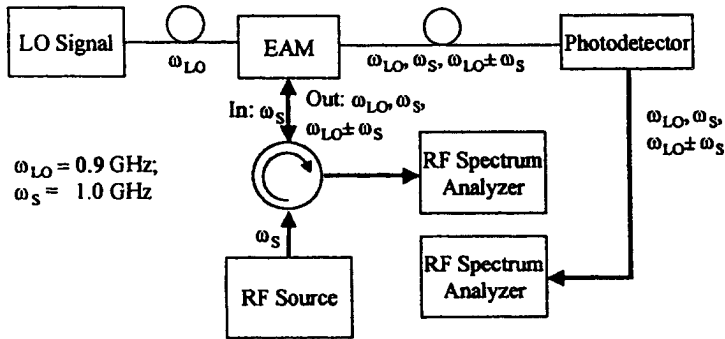 LO Signal
EAM
Photodetector
ω_LO
ω_LO, ω_S, ω_LO± ω_S
In: ω_S
Out: ω_LO, ω_S,
ω_LO± ω_S
ω_LO, ω_S,
ω_LO± ω_S
ω_LO = 0.9 GHz;
ω_S = 1.0 GHz
RF Spectrum
Analyzer
ω_S
RF Source
RF Spectrum
Analyzer